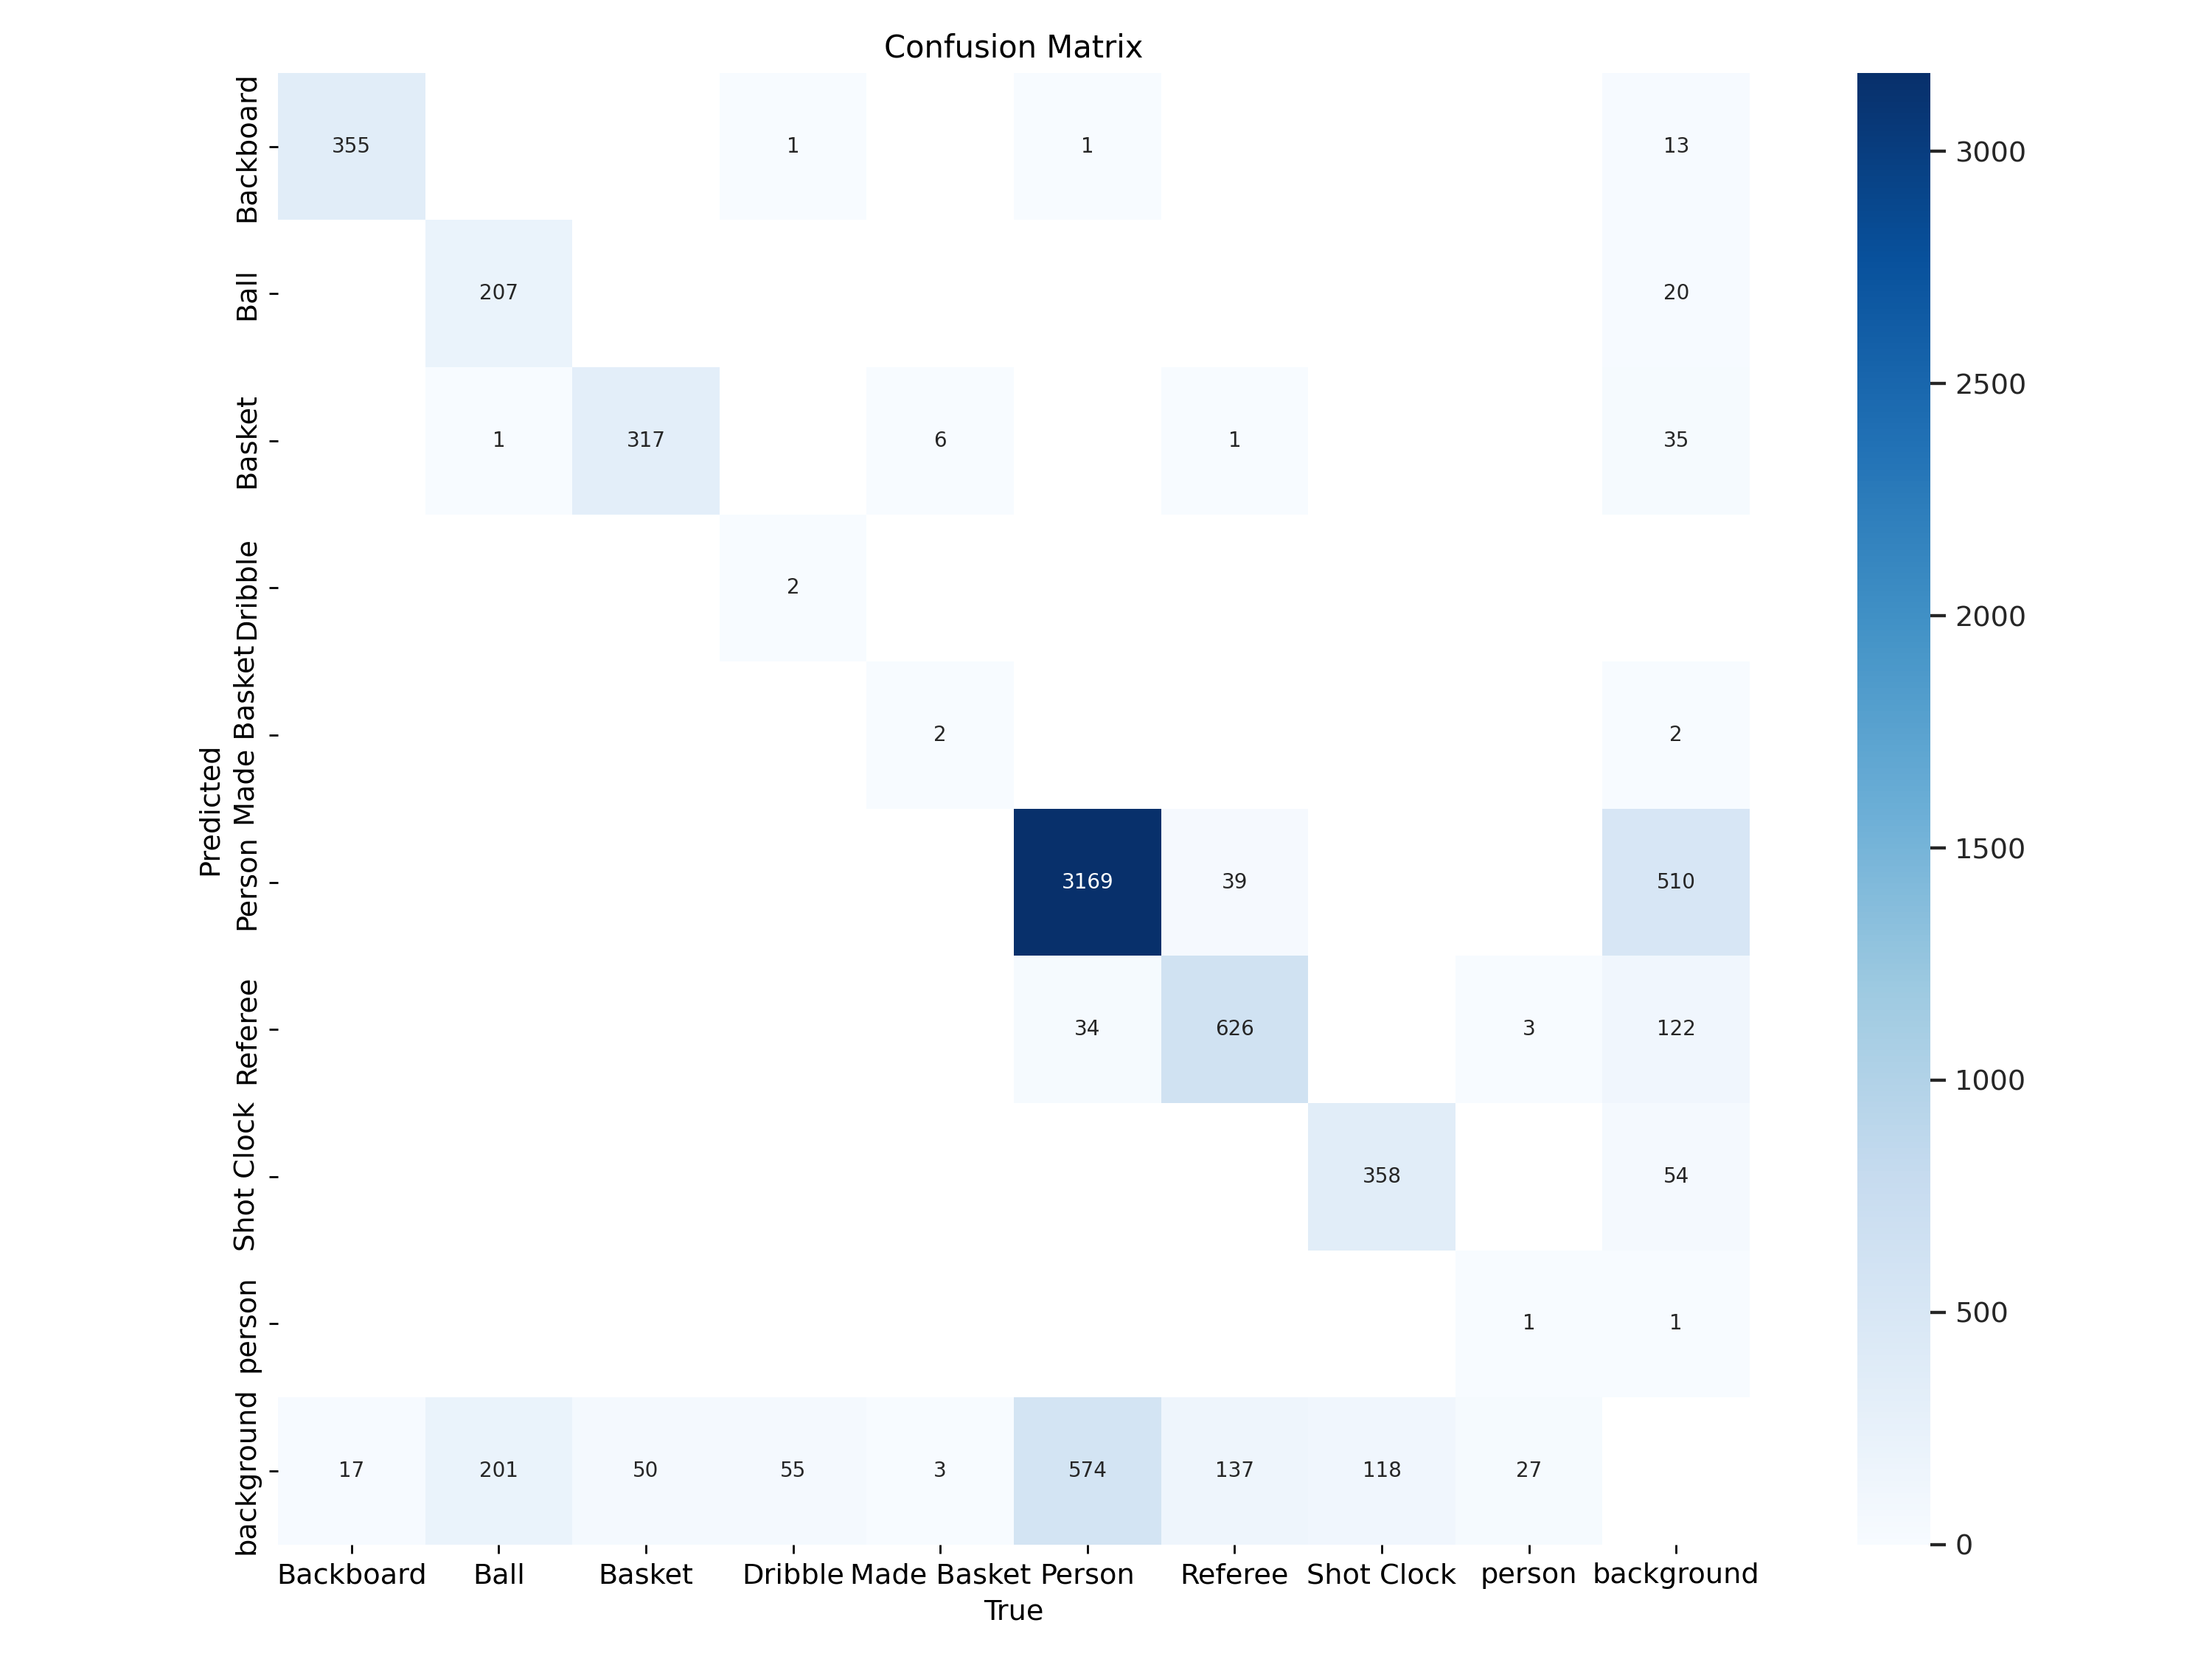 Confusion Matrix
Backboard 355 1 1 13 3000
Ball 207 20 2500
Basket 1 317 6 1 35
Dribble 2 2000
Made Basket 2 2
Predicted
Person 3169 39 510 1500
Referee 34 626 3 122 1000
Shot Clock 358 54
person 1 1 500
background 17 201 50 55 3 574 137 118 27 0
Backboard Ball Basket Dribble Made Basket Person Referee Shot Clock person background
True